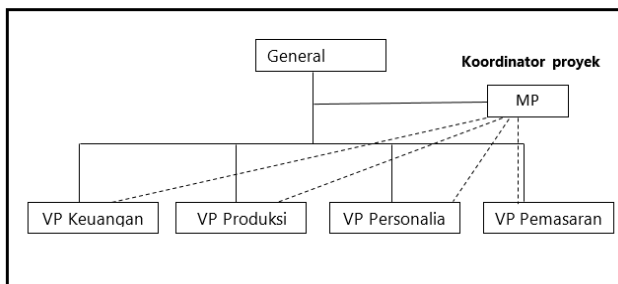 General
Koordinator proyek
MP
VP Keuangan
VP Produksi
VP Personalia
VP Pemasaran